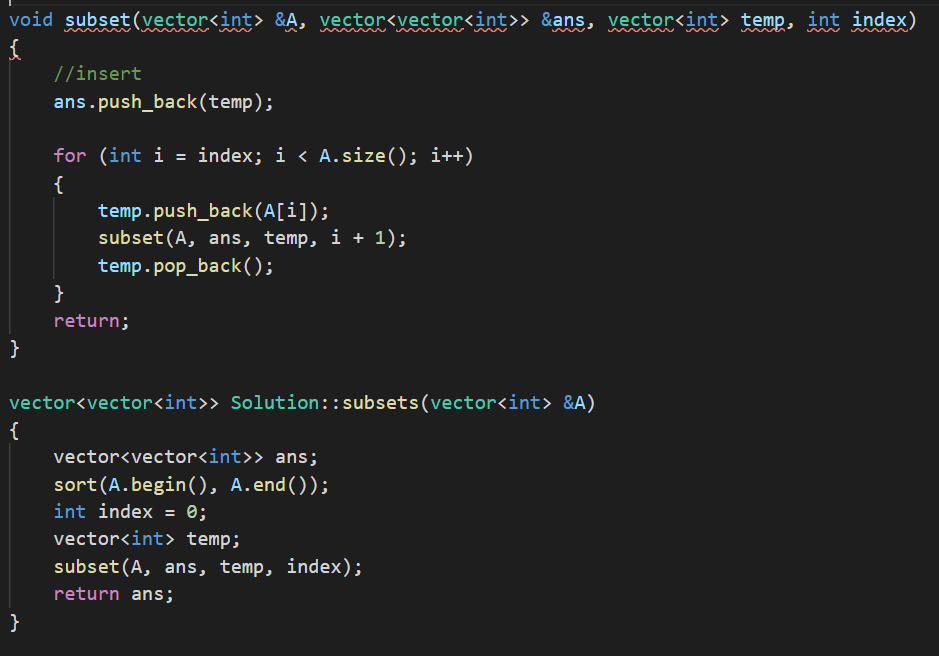 void subset(vector<int> &A, vector<vector<int>> &ans, vector<int> temp, int index)
{
    //insert
    ans.push_back(temp);

    for (int i = index; i < A.size(); i++)
    {
        temp.push_back(A[i]);
        subset(A, ans, temp, i + 1);
        temp.pop_back();
    }
    return;
}

vector<vector<int>> Solution::subsets(vector<int> &A)
{
    vector<vector<int>> ans;
    sort(A.begin(), A.end());
    int index = 0;
    vector<int> temp;
    subset(A, ans, temp, index);
    return ans;
}